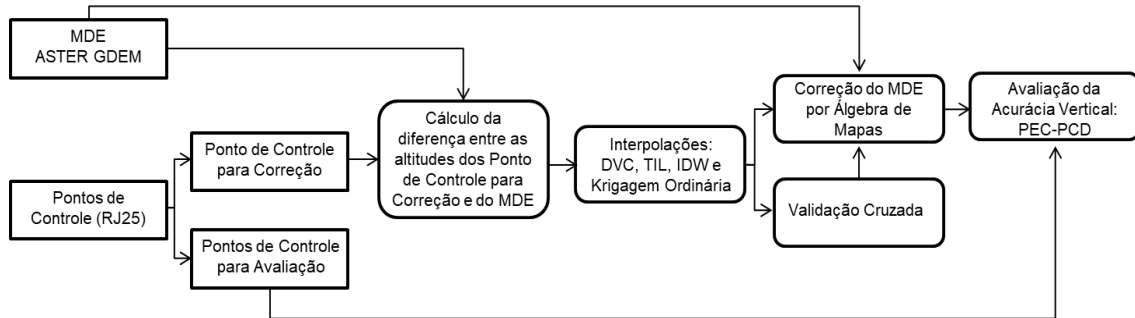 MDE
ASTER GDEM
Pontos de
Controle (RJ25)
Ponto de Controle
para Correção
Pontos de Controle
para Avaliação
Cálculo da
diferença entre as
altitudes dos Ponto
de Controle para
Correção e do MDE
Interpolações:
DVC, TIL, IDW e
Krigagem Ordinária
Correção do MDE
por Álgebra de
Mapas
Validação Cruzada
Avaliação da
Acurácia Vertical:
PEC-PCD